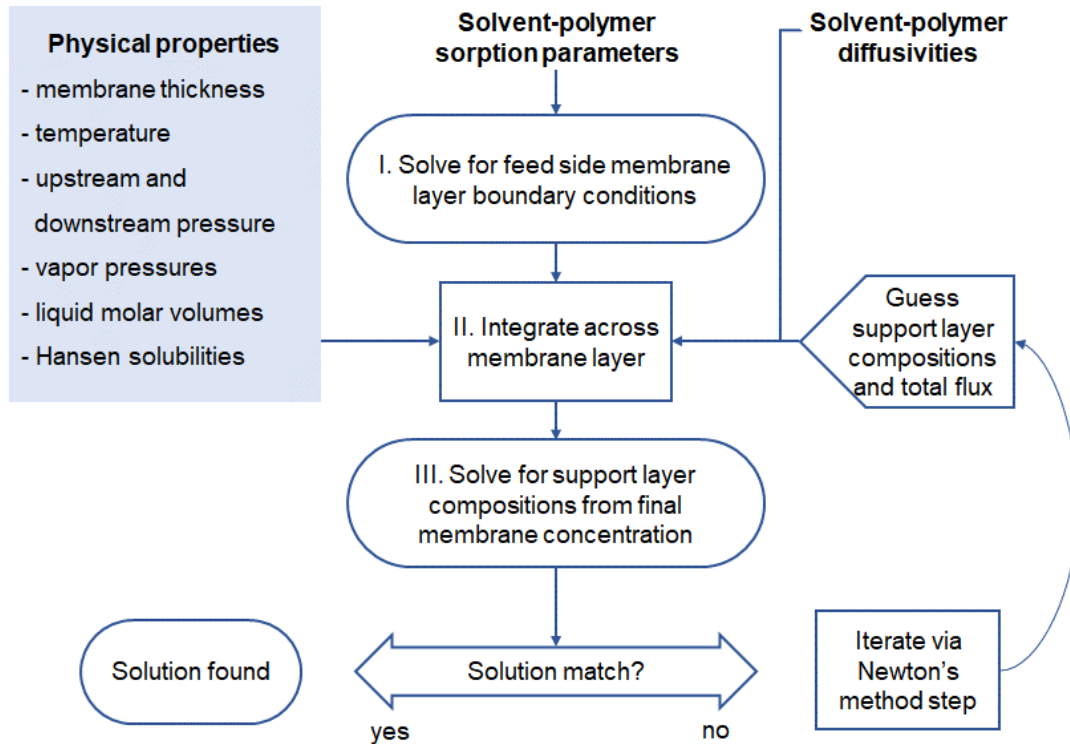 Physical properties
- membrane thickness
- temperature
- upstream and
downstream pressure
- vapor pressures
- liquid molar volumes
- Hansen solubilities
Solvent-polymer
sorption parameters
Solvent-polymer
diffusivities
I. Solve for feed side membrane
layer boundary conditions
II. Integrate across
membrane layer
Guess
support layer
compositions
and total flux
III. Solve for support layer
compositions from final
membrane concentration
Solution found
Solution match?
yes
no
Iterate via
Newton’s
method step